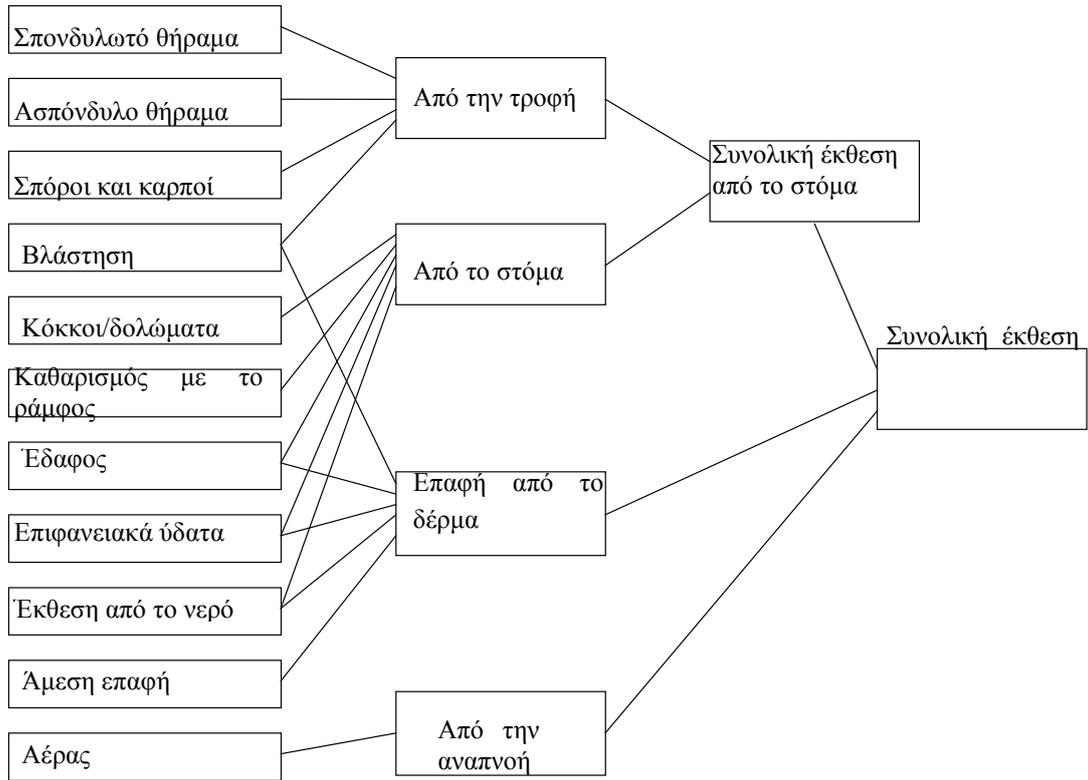 Σπονδυλωτό θήραμα
Ασπόνδυλο θήραμα
Σπόροι και καρποί
Βλάστηση
Κόκκοι/δολώματα
Καθαρισμός με το
ράμφος
Έδαφος
Επιφανειακά ύδατα
Έκθεση από το νερό
Άμεση επαφή
Αέρας
Από την τροφή
Από το στόμα
Επαφή από το
δέρμα
Από την
αναπνοή
Συνολική έκθεση
από το στόμα
Συνολική έκθεση